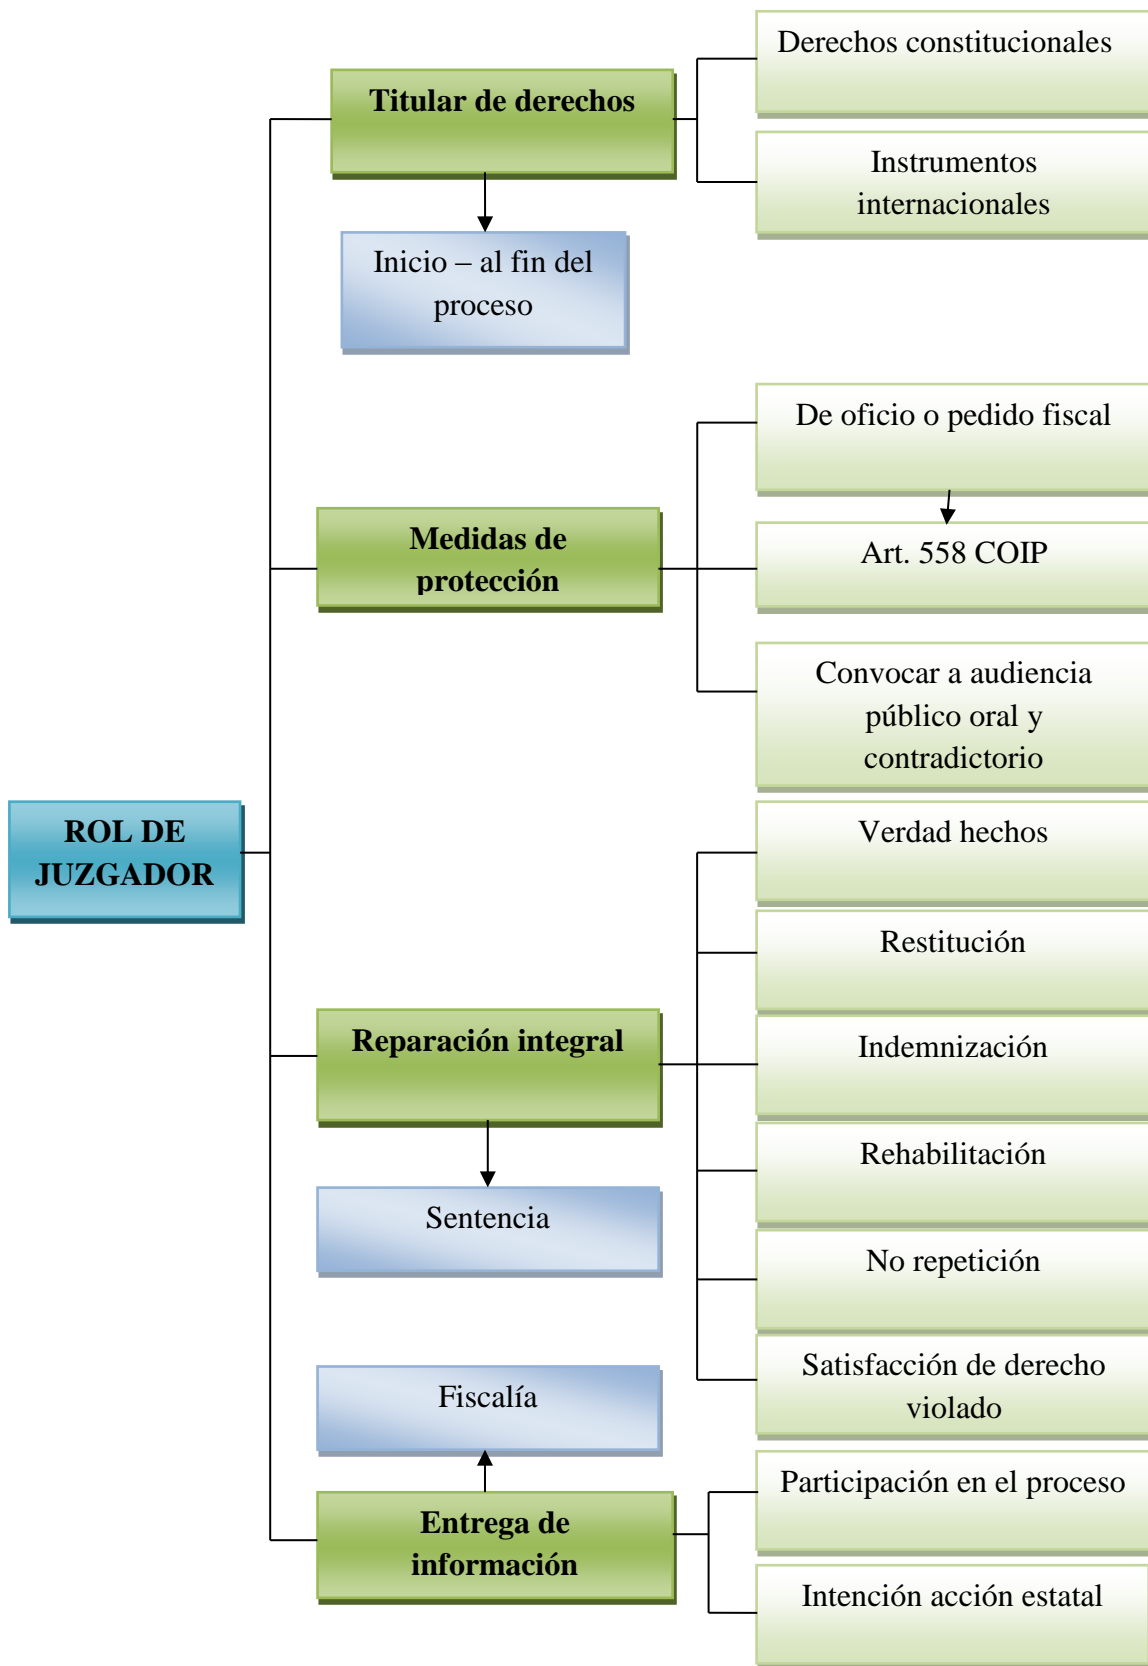 Derechos constitucionales
Titular de derechos
Instrumentos
internacionales
Inicio – al fin del
proceso
De oficio o pedido fiscal
Medidas de
protección
Art. 558 COIP
Convocar a audiencia
público oral y
contradictorio
ROL DE
JUZGADOR
Verdad hechos
Restitución
Reparación integral
Indemnización
Rehabilitación
Sentencia
No repetición
Satisfacción de derecho
violado
Fiscalía
Participación en el proceso
Entrega de
información
Intención acción estatal